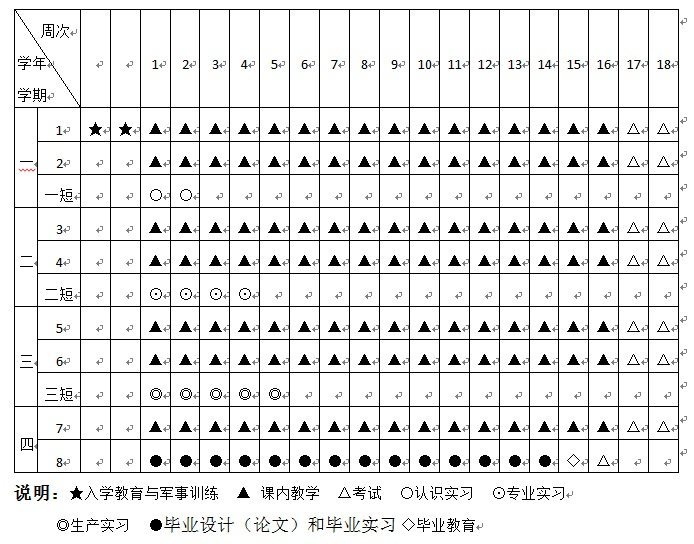 周次
学年
学期
1 2 3 4 5 6 7 8 9 10 11 12 13 14 15 16 17 18
一
1 ★ ★ ▲ ▲ ▲ ▲ ▲ ▲ ▲ ▲ ▲ ▲ ▲ ▲ ▲ ▲ ▲ ▲ △ △
2 ▲ ▲ ▲ ▲ ▲ ▲ ▲ ▲ ▲ ▲ ▲ ▲ ▲ ▲ ▲ ▲ △ △
一短 ○ ○
二
3 ▲ ▲ ▲ ▲ ▲ ▲ ▲ ▲ ▲ ▲ ▲ ▲ ▲ ▲ ▲ ▲ △ △
4 ▲ ▲ ▲ ▲ ▲ ▲ ▲ ▲ ▲ ▲ ▲ ▲ ▲ ▲ ▲ ▲ △ △
二短 ⊙ ⊙ ⊙ ⊙
三
5 ▲ ▲ ▲ ▲ ▲ ▲ ▲ ▲ ▲ ▲ ▲ ▲ ▲ ▲ ▲ ▲ △ △
6 ▲ ▲ ▲ ▲ ▲ ▲ ▲ ▲ ▲ ▲ ▲ ▲ ▲ ▲ ▲ ▲ △ △
三短 ◎ ◎ ◎ ◎ ◎
四
7 ▲ ▲ ▲ ▲ ▲ ▲ ▲ ▲ ▲ ▲ ▲ ▲ ▲ ▲ ▲ ▲ △ △
8 ● ● ● ● ● ● ● ● ● ● ● ● ● ● ◇ △
说明：★入学教育与军事训练 ▲ 课内教学 △考试 ○认识实习 ⊙专业实习
◎生产实习 ●毕业设计（论文）和毕业实习 ◇毕业教育